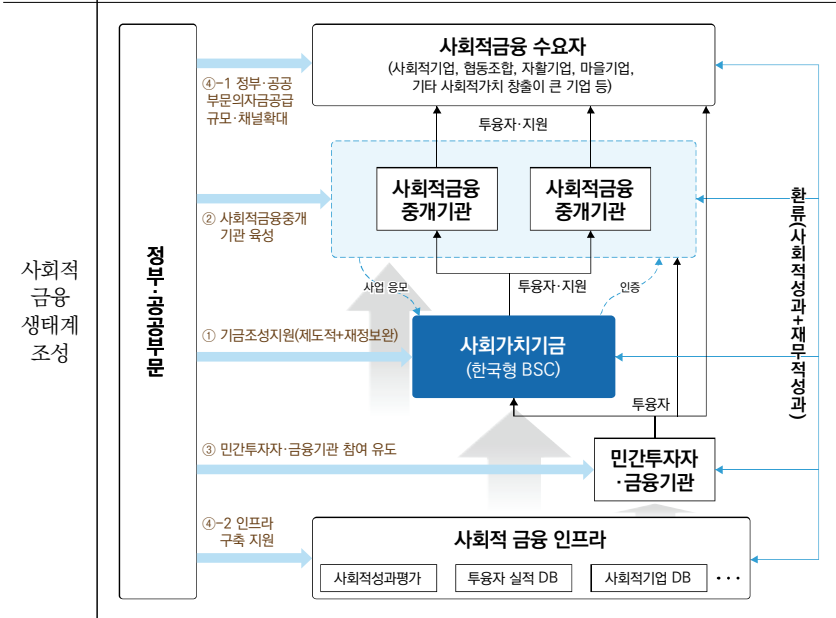 사회적
금융
생태계
조성
정부·공공부문
④-1 정부·공공
부문의자금공급
규모·채널확대
② 사회적금융중개
기관 육성
① 기금조성지원(제도적+재정보완)
③ 민간투자자·금융기관 참여 유도
④-2 인프라
구축 지원
사회적금융 수요자
(사회적기업, 협동조합, 자활기업, 마을기업,
기타 사회적가치 창출이 큰 기업 등)
투융자·지원
사회적금융
중개기관
사회적금융
중개기관
사업 응모
투융자·지원
인증
사회가치기금
(한국형 BSC)
투융자
민간투자자
·금융기관
사회적 금융 인프라
사회적성과평가
투융자 실적 DB
사회적기업 DB
···
환류(사회적성과+재무적성과)